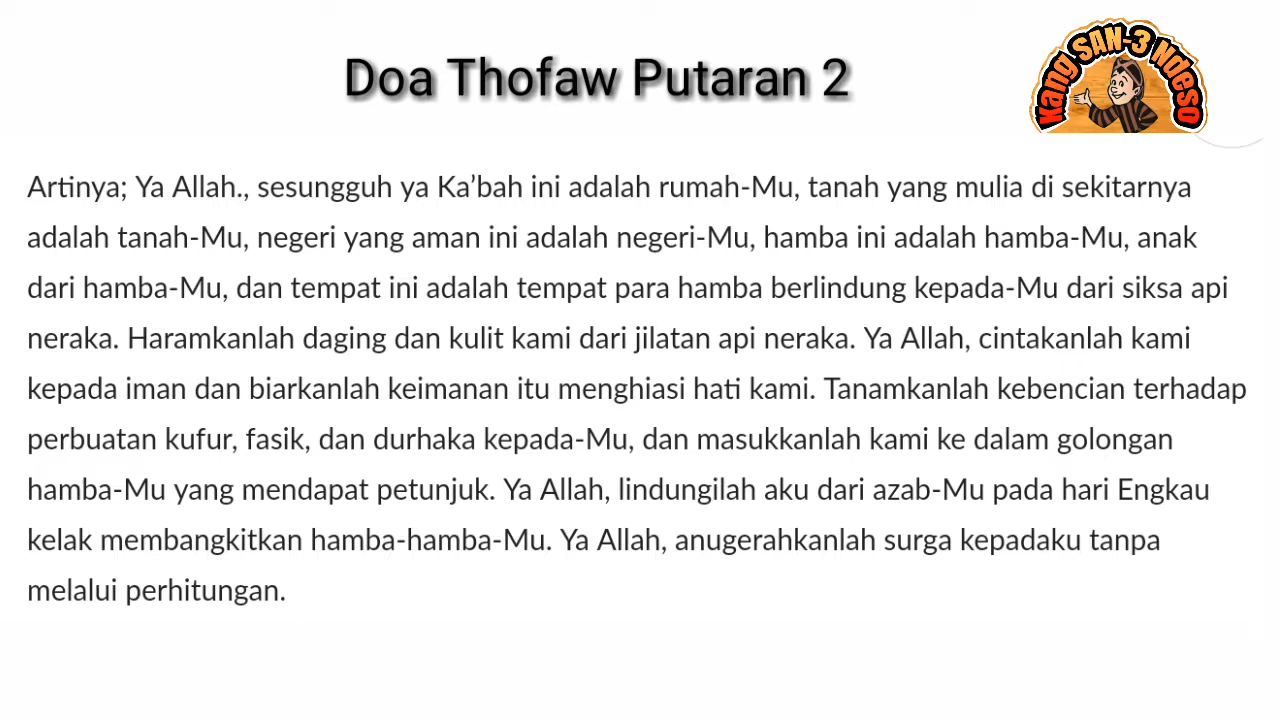 Doa Thofaw Putaran 2
Kang SAN-3 Ndeso
Artinya; Ya Allah., sesungguh ya Ka’bah ini adalah rumah-Mu, tanah yang mulia di sekitarnya
adalah tanah-Mu, negeri yang aman ini adalah negeri-Mu, hamba ini adalah hamba-Mu, anak
dari hamba-Mu, dan tempat ini adalah tempat para hamba berlindung kepada-Mu dari siksa api
neraka. Haramkanlah daging dan kulit kami dari jilatan api neraka. Ya Allah, cintakanlah kami
kepada iman dan biarkanlah keimanan itu menghiasi hati kami. Tanamkanlah kebencian terhadap
perbuatan kufur, fasik, dan durhaka kepada-Mu, dan masukkanlah kami ke dalam golongan
hamba-Mu yang mendapat petunjuk. Ya Allah, lindungilah aku dari azab-Mu pada hari Engkau
kelak membangkitkan hamba-hamba-Mu. Ya Allah, anugerahkanlah surga kepadaku tanpa
melalui perhitungan.